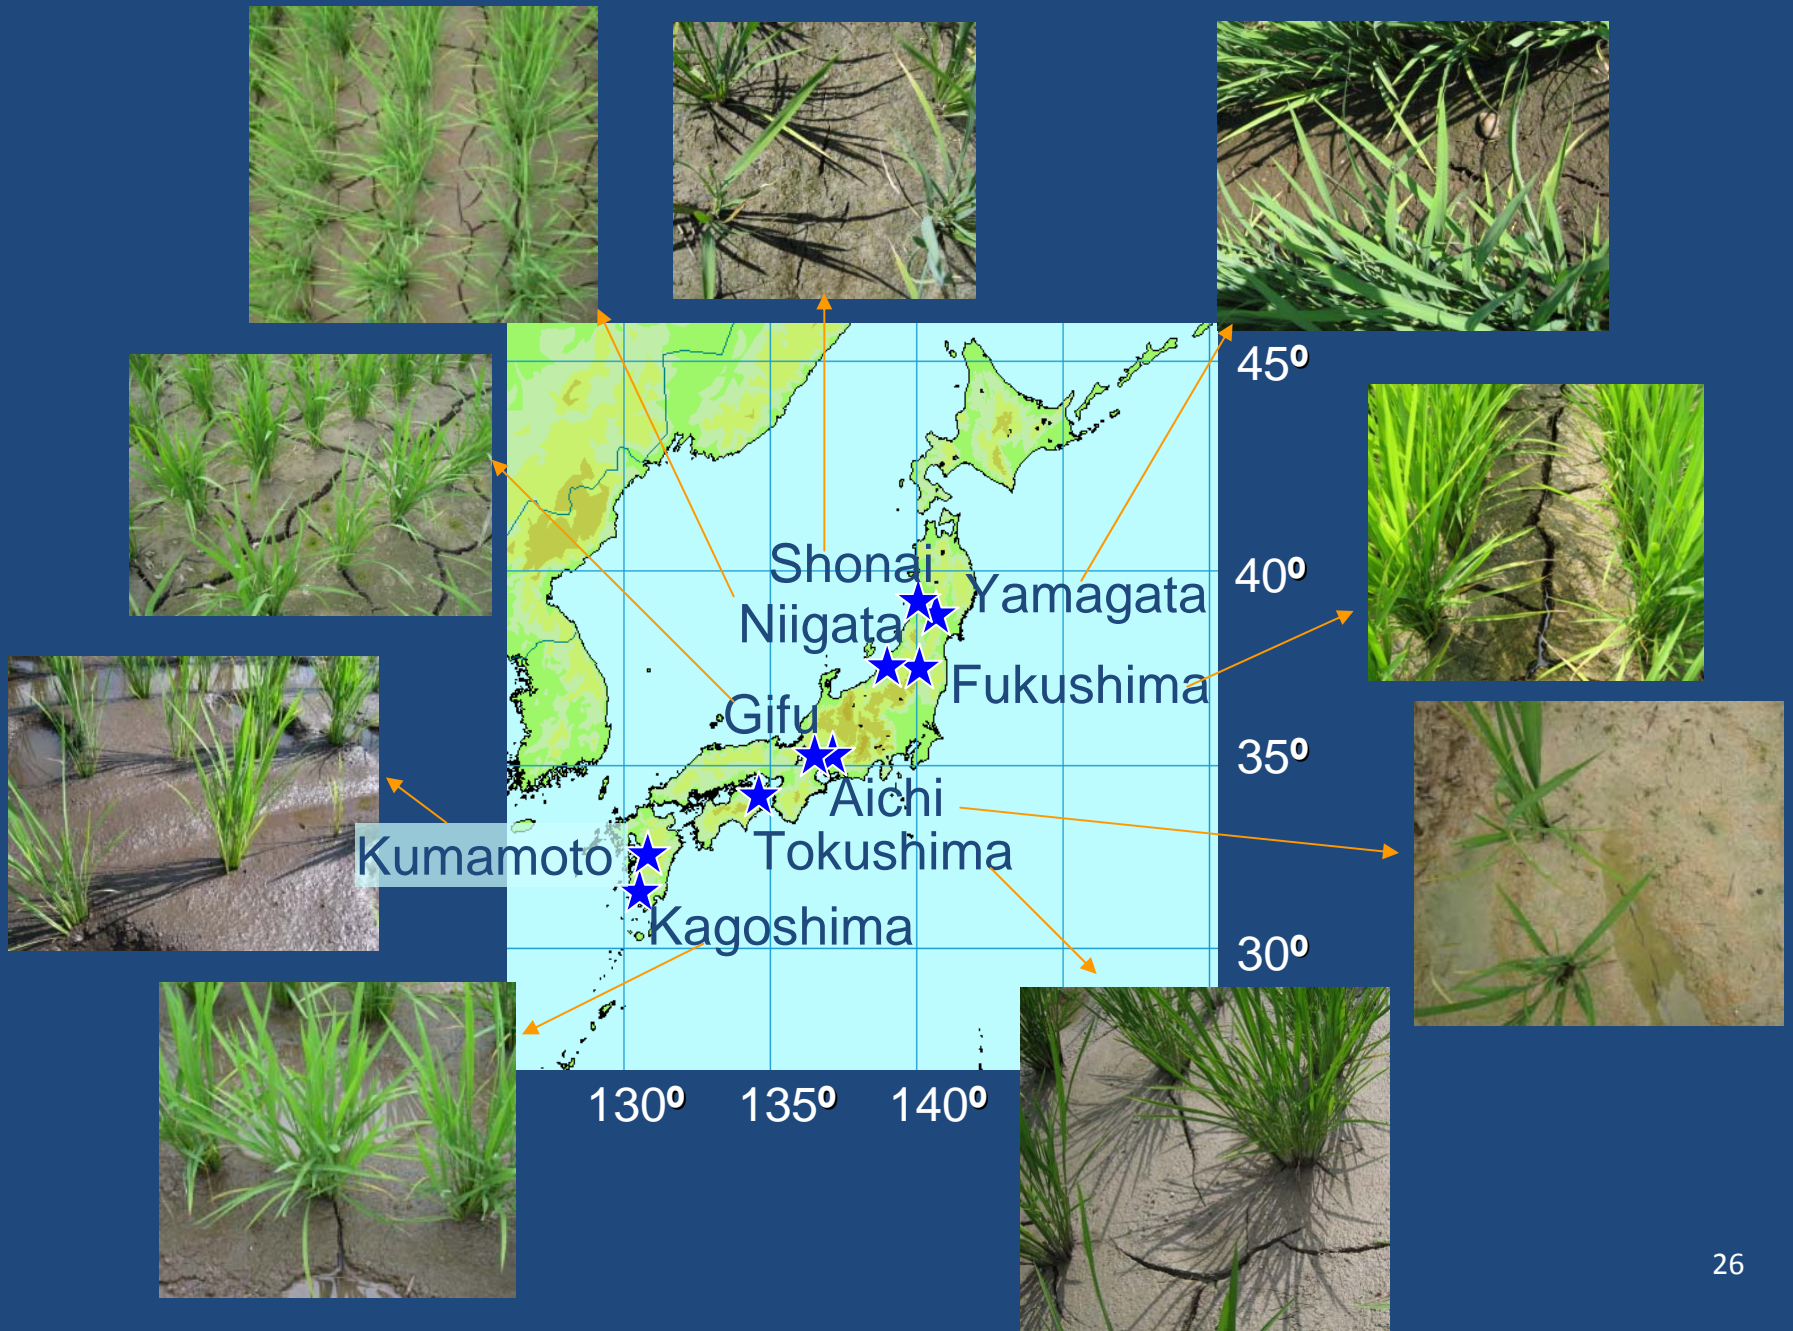 45⁰
Shonai
40⁰
Yamagata
Niigata
Fukushima
Gifu
35⁰
Aichi
Kumamoto
Tokushima
Kagoshima
30⁰
130⁰ 135⁰ 140⁰
26